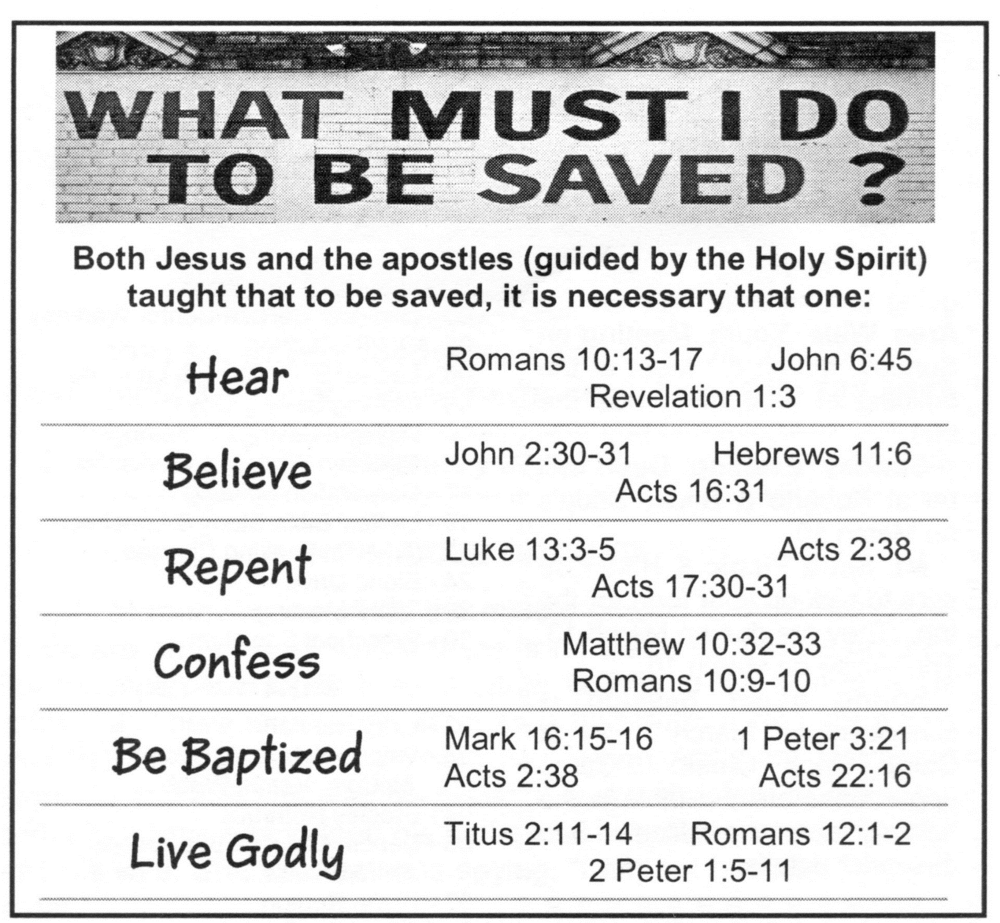 WHAT MUST I DO
TO BE SAVED ?
Both Jesus and the apostles (guided by the Holy Spirit)
taught that to be saved, it is necessary that one:
Hear
Romans 10:13-17 John 6:45
Revelation 1:3
Believe
John 2:30-31 Hebrews 11:6
Acts 16:31
Repent
Luke 13:3-5 Acts 2:38
Acts 17:30-31
Confess
Matthew 10:32-33
Romans 10:9-10
Be Baptized
Mark 16:15-16 1 Peter 3:21
Acts 2:38 Acts 22:16
Live Godly
Titus 2:11-14 Romans 12:1-2
2 Peter 1:5-11